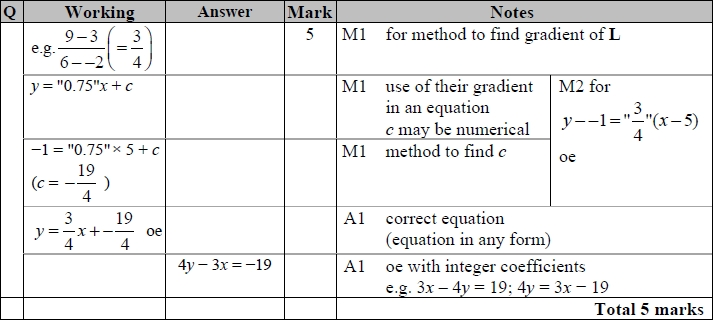 Q Working Answer Mark Notes
e.g. 9 – 3 / 6 – –2 (= 3/4) 5 M1 for method to find gradient of L
y = "0.75"x + c M1 use of their gradient in an equation c may be numerical
M2 for y – –1 = "3/4"(x – 5) oe
–1 = "0.75" × 5 + c (c = – 19/4 ) M1 method to find c
y = 3/4 x + – 19/4 oe A1 correct equation (equation in any form)
4y – 3x = –19 A1 oe with integer coefficients
e.g. 3x – 4y = 19; 4y = 3x – 19
Total 5 marks